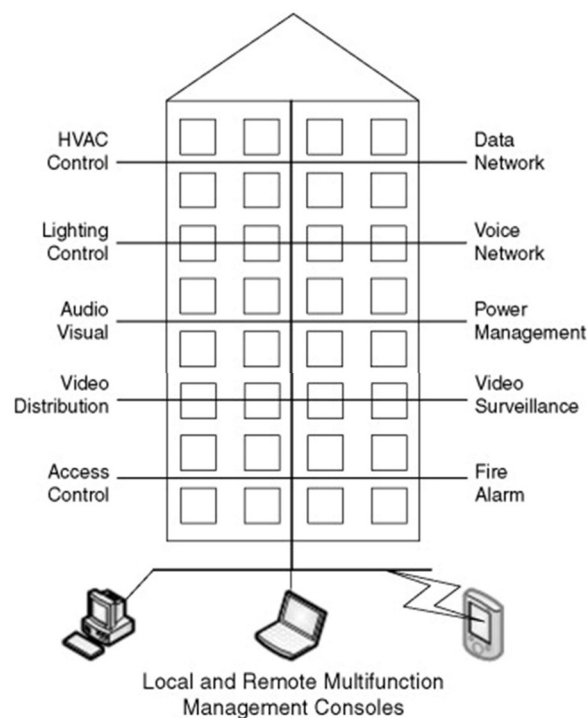 HVAC
Control
Data
Network
Lighting
Control
Voice
Network
Audio
Visual
Power
Management
Video
Distribution
Video
Surveillance
Access
Control
Fire
Alarm
Local and Remote Multifunction
Management Consoles